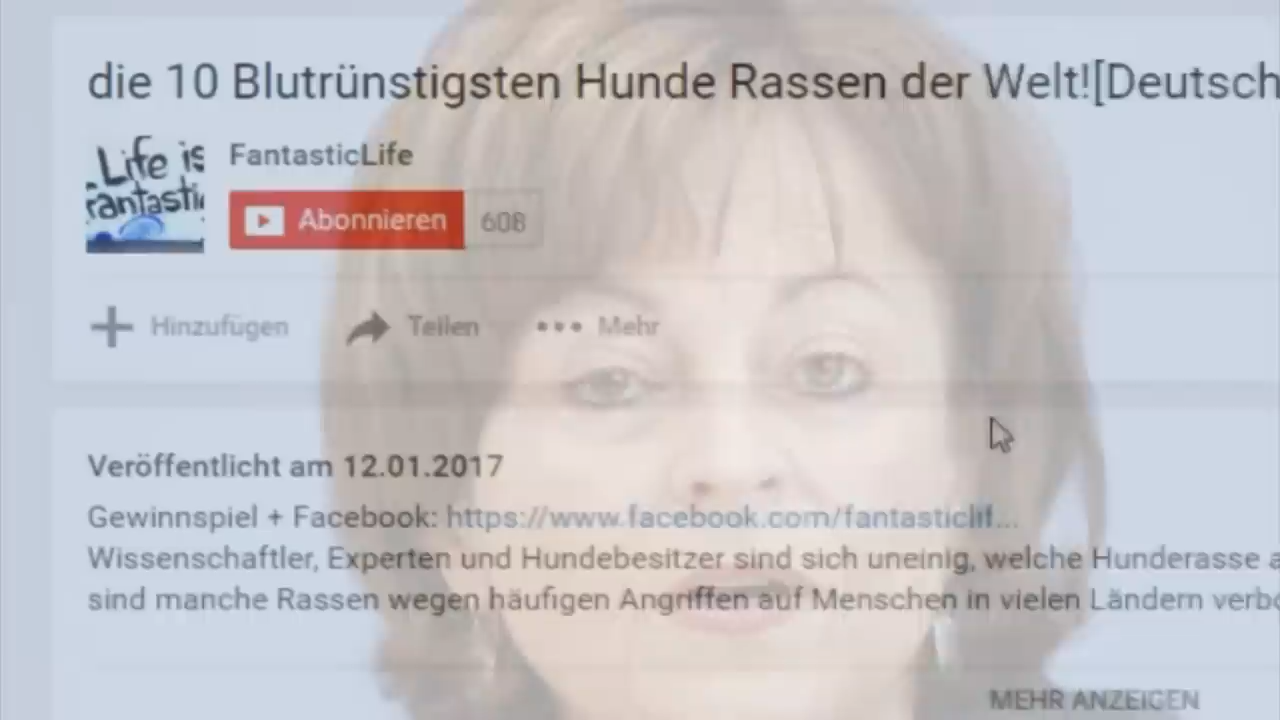 die 10 Blutrünstigsten Hunde Rassen der Welt![Deutsch
Life is
FantasticLife
Abonnieren 608
Hinzufügen Teilen Mehr
Veröffentlicht am 12.01.2017
Gewinnspiel + Facebook: https://www.facebook.com/fantasticlif...
Wissenschaftler, Experten und Hundebesitzer sind sich uneinig, welche Hunderasse
sind manche Rassen wegen häufigen Angriffen auf Menschen in vielen Ländern
MEHR ANZEIGEN